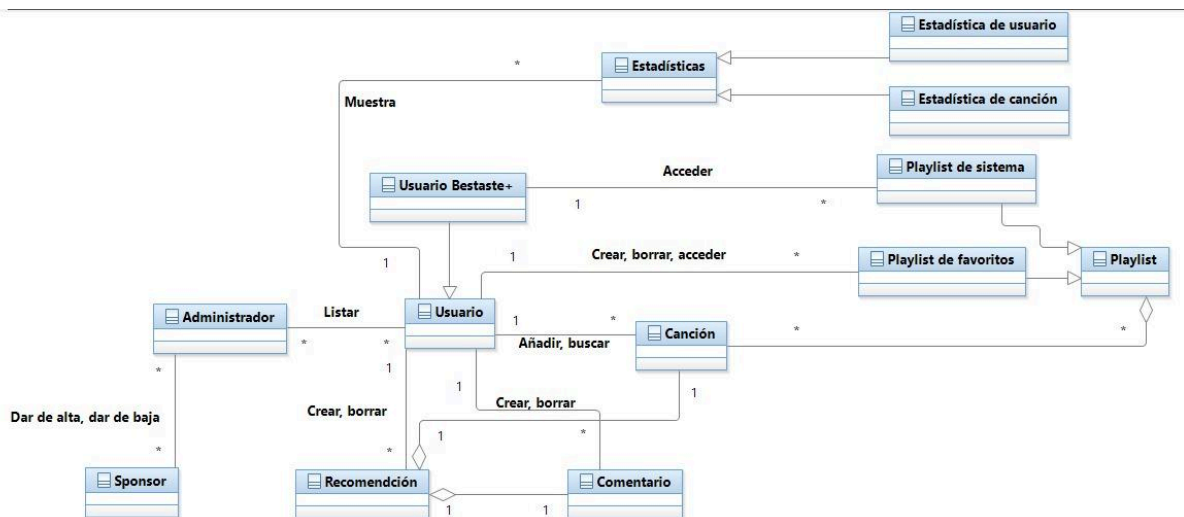 Estadística de usuario
*
Estadísticas
Muestra
Estadística de canción
Acceder
Playlist de sistema
Usuario Bestaste+
1
*
1
1
Crear, borrar, acceder
*
Playlist de favoritos
Playlist
Administrador
Listar
Usuario
1
*
Canción
*
*
*
*
1
Añadir, buscar
*
1
1
Dar de alta, dar de baja
Crear, borrar
Crear, borrar
*
*
1
*
Sponsor
Recomendción
Comentario
1
1